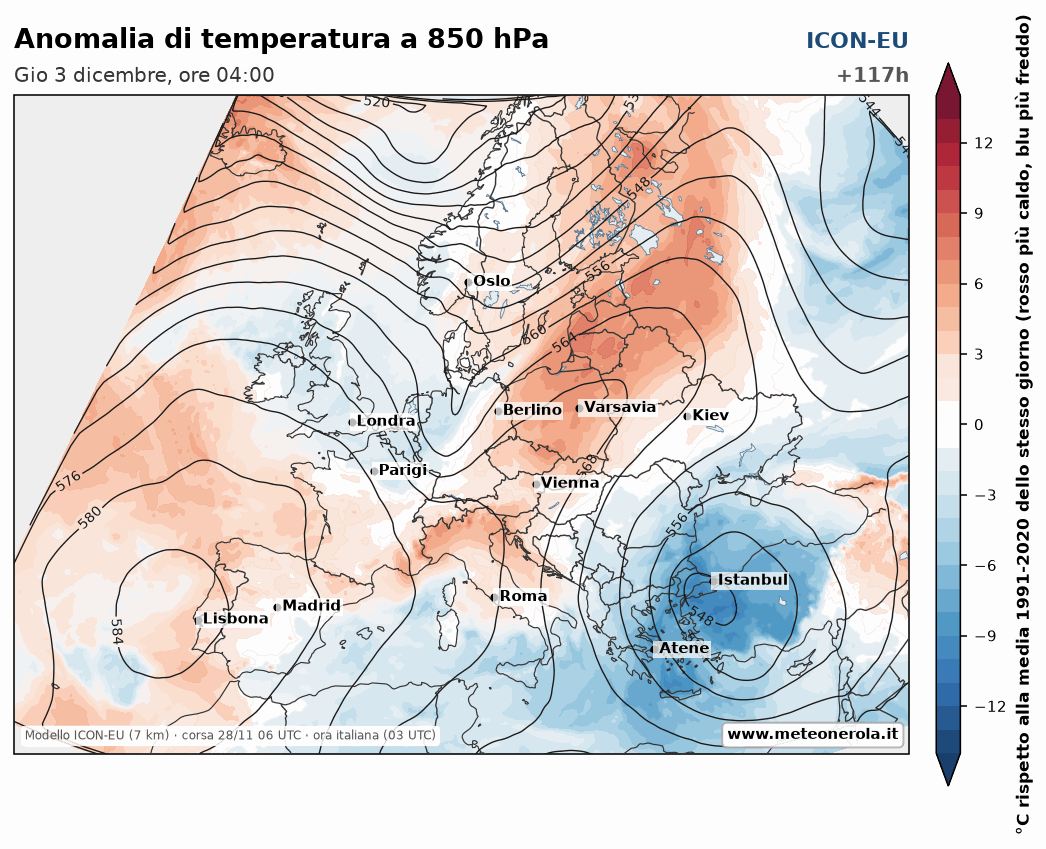 Anomalia di temperatura a 850 hPa
ICON-EU
Gio 3 dicembre, ore 04:00
+117h
520
544
548
556
560
564
Oslo
Londra
Berlino
Varsavia
Kiev
Parigi
Vienna
568
576
580
556
Istanbul
548
Roma
Madrid
Lisbona
584
Atene
Modello ICON-EU (7 km) · corsa 28/11 06 UTC · ora italiana (03 UTC)
www.meteonerola.it
12
9
6
3
0
−3
−6
−9
−12
°C rispetto alla media 1991-2020 dello stesso giorno (rosso più caldo, blu più freddo)